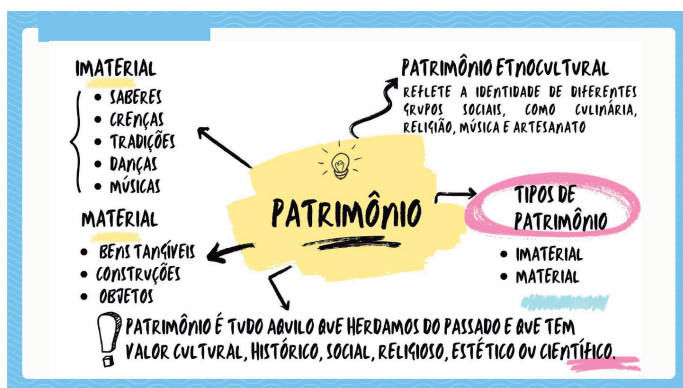 IMATERIAL
• SABERES
• CRENÇAS
• TRADIÇÕES
• DANÇAS
• MÚSICAS
MATERIAL
• BENS TANGÍVEIS
• CONSTRUÇÕES
• OBJETOS
PATRIMÔNIO
PATRIMÔNIO ETNOCULTURAL
REFLETE A IDENTIDADE DE DIFERENTES
GRUPOS SOCIAIS, COMO CULINÁRIA,
RELIGIÃO, MÚSICA E ARTESANATO
TIPOS DE
PATRIMÔNIO
• IMATERIAL
• MATERIAL
! PATRIMÔNIO É TUDO AQUILO QUE HERDAMOS DO PASSADO E QUE TEM
VALOR CULTURAL, HISTÓRICO, SOCIAL, RELIGIOSO, ESTÉTICO OU CIENTÍFICO.